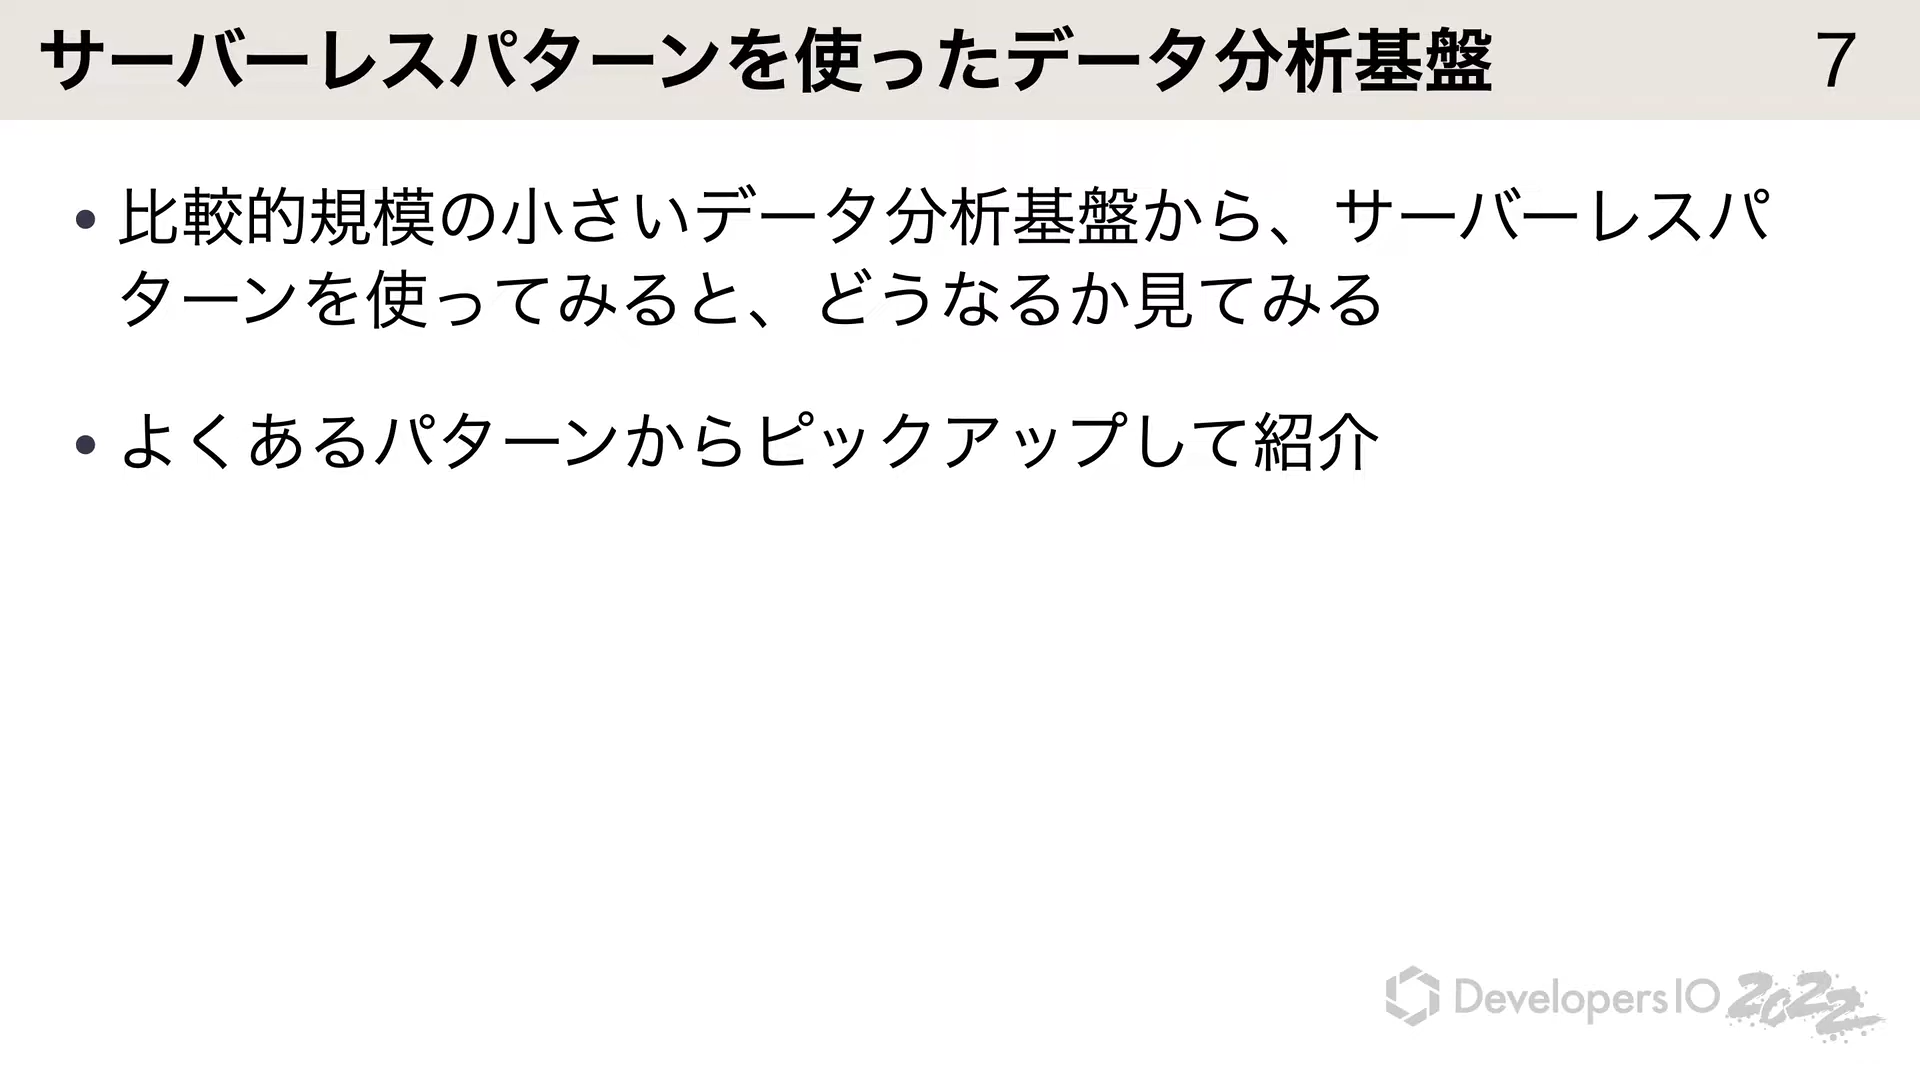 サーバーレスパターンを使ったデータ分析基盤
7
• 比較的規模の小さいデータ分析基盤から、サーバーレスパ
ターンを使ってみると、どうなるか見てみる
• よくあるパターンからピックアップして紹介
DevelopersIO 2022